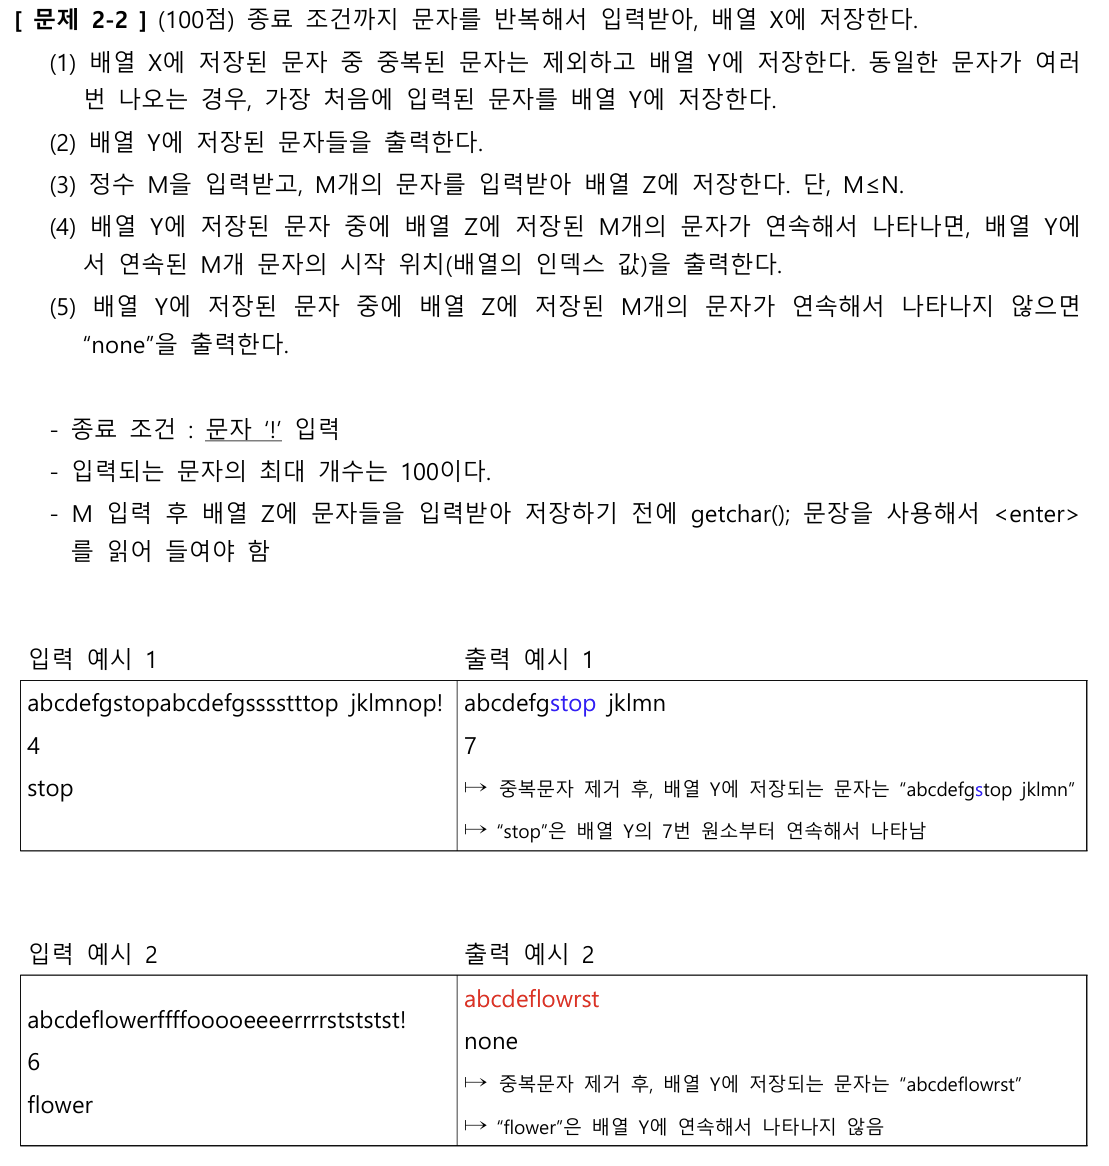 [ 문제 2-2 ] (100점) 종료 조건까지 문자를 반복해서 입력받아, 배열 X에 저장한다.
(1) 배열 X에 저장된 문자 중 중복된 문자는 제외하고 배열 Y에 저장한다. 동일한 문자가 여러
번 나오는 경우, 가장 처음에 입력된 문자를 배열 Y에 저장한다.
(2) 배열 Y에 저장된 문자들을 출력한다.
(3) 정수 M을 입력받고, M개의 문자를 입력받아 배열 Z에 저장한다. 단, M≤N.
(4) 배열 Y에 저장된 문자 중에 배열 Z에 저장된 M개의 문자가 연속해서 나타나면, 배열 Y에
서 연속된 M개 문자의 시작 위치(배열의 인덱스 값)을 출력한다.
(5) 배열 Y에 저장된 문자 중에 배열 Z에 저장된 M개의 문자가 연속해서 나타나지 않으면
“none”을 출력한다.
- 종료 조건 : 문자 ‘!’ 입력
- 입력되는 문자의 최대 개수는 100이다.
- M 입력 후 배열 Z에 문자들을 입력받아 저장하기 전에 getchar(); 문장을 사용해서 <enter>
를 읽어 들여야 함
입력 예시 1
abcdefgstopabcdefgsssstttop jklmnop!
4
stop
출력 예시 1
abcdefgstop jklmn
7
↦ 중복문자 제거 후, 배열 Y에 저장되는 문자는 “abcdefgstop jklmn”
↦ “stop”은 배열 Y의 7번 원소부터 연속해서 나타남
입력 예시 2
abcdeflowerffffooooeeeerrrrstststst!
6
flower
출력 예시 2
abcdeflowrst
none
↦ 중복문자 제거 후, 배열 Y에 저장되는 문자는 “abcdeflowrst”
↦ “flower”은 배열 Y에 연속해서 나타나지 않음